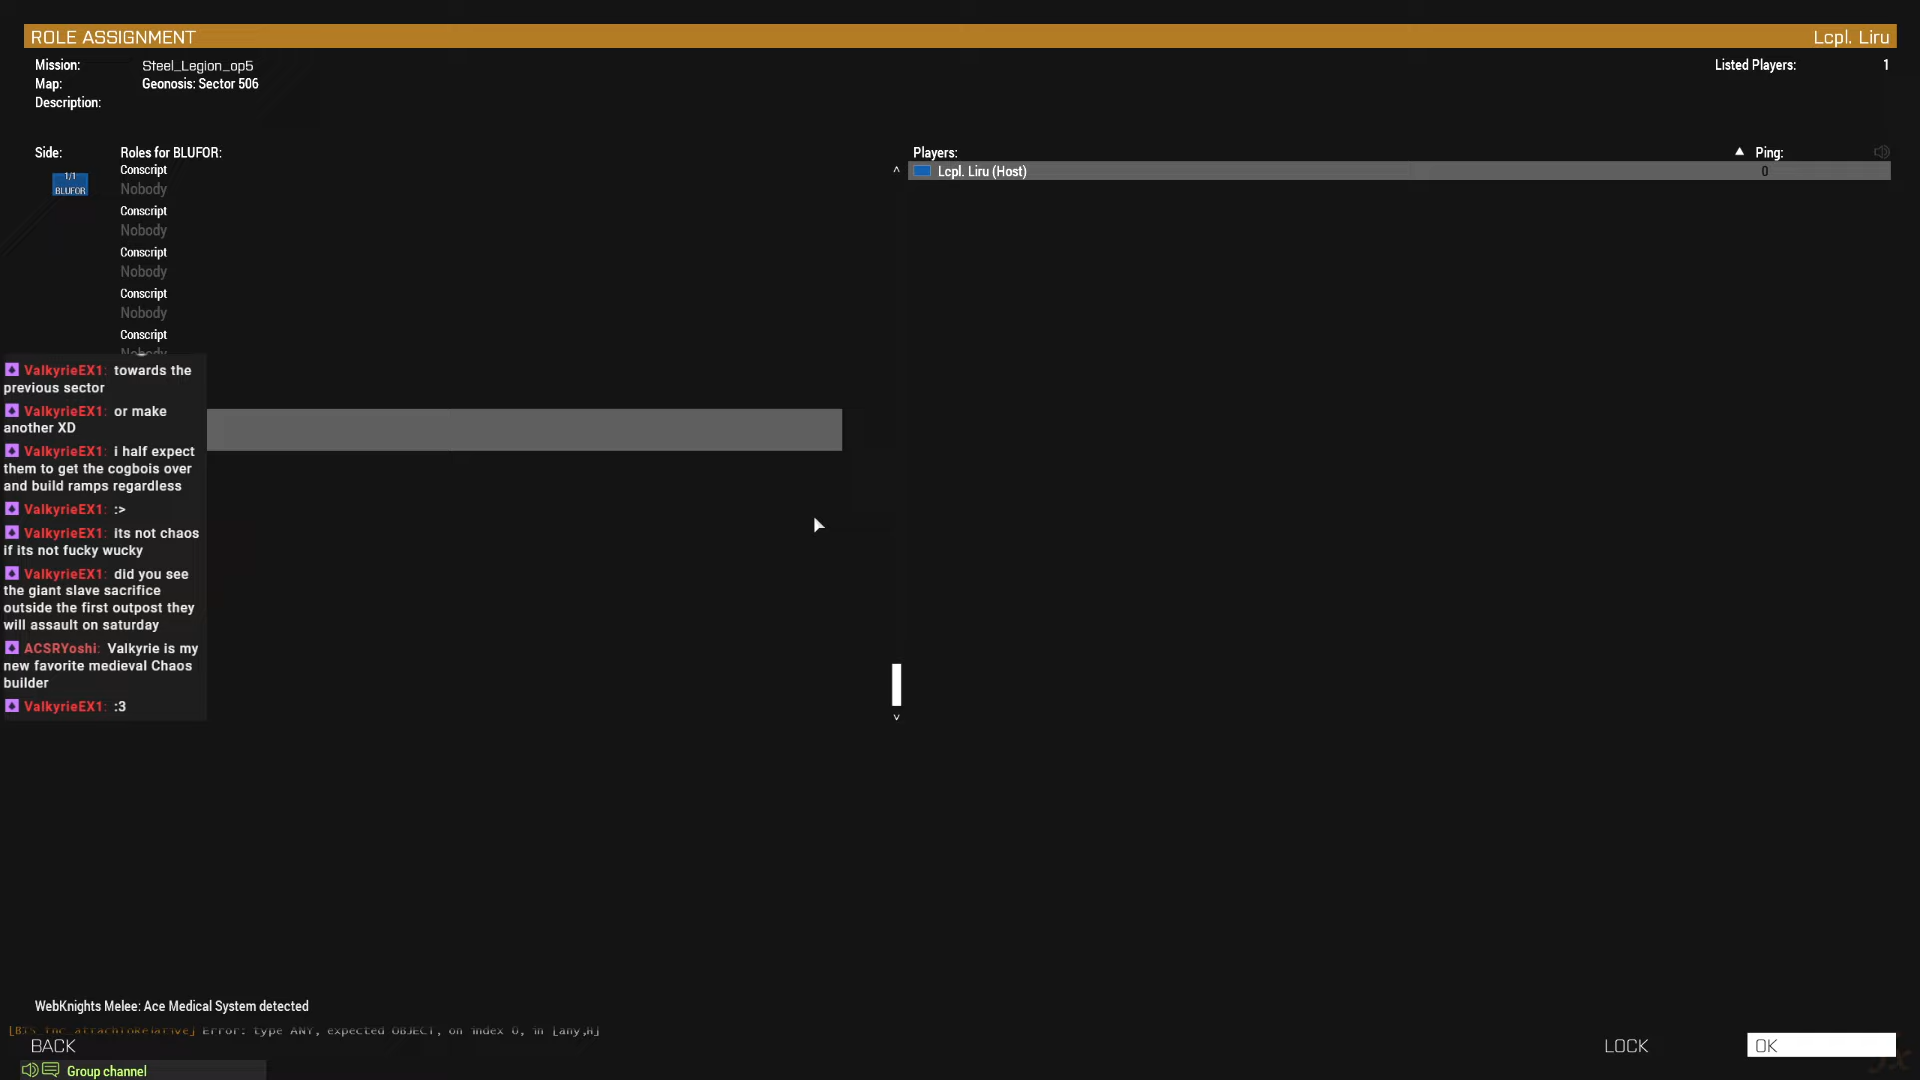 ROLE ASSIGNMENT
Lcpl. Liru
Mission: Steel_Legion_op5
Listed Players: 1
Map: Geonosis: Sector 506
Description:
Side:
1/1
BLUFOR
Roles for BLUFOR:
Conscript
Nobody
Conscript
Nobody
Conscript
Nobody
Conscript
Nobody
Conscript
Nobody
Players:
Ping:
Lcpl. Liru (Host)
0
ValkyrieEX1: towards the
previous sector
ValkyrieEX1: or make
another XD
ValkyrieEX1: i half expect
them to get the cogbois over
and build ramps regardless
ValkyrieEX1: :>
ValkyrieEX1: its not chaos
if its not fucky wucky
ValkyrieEX1: did you see
the giant slave sacrifice
outside the first outpost they
will assault on saturday
ACSRYoshi: Valkyrie is my
new favorite medieval Chaos
builder
ValkyrieEX1: :3
WebKnights Melee: Ace Medical System detected
[BIS_fnc_attachToRelative] Error: type ANY, expected OBJECT, on index 0, in [any,R]
BACK
LOCK
OK
Group channel